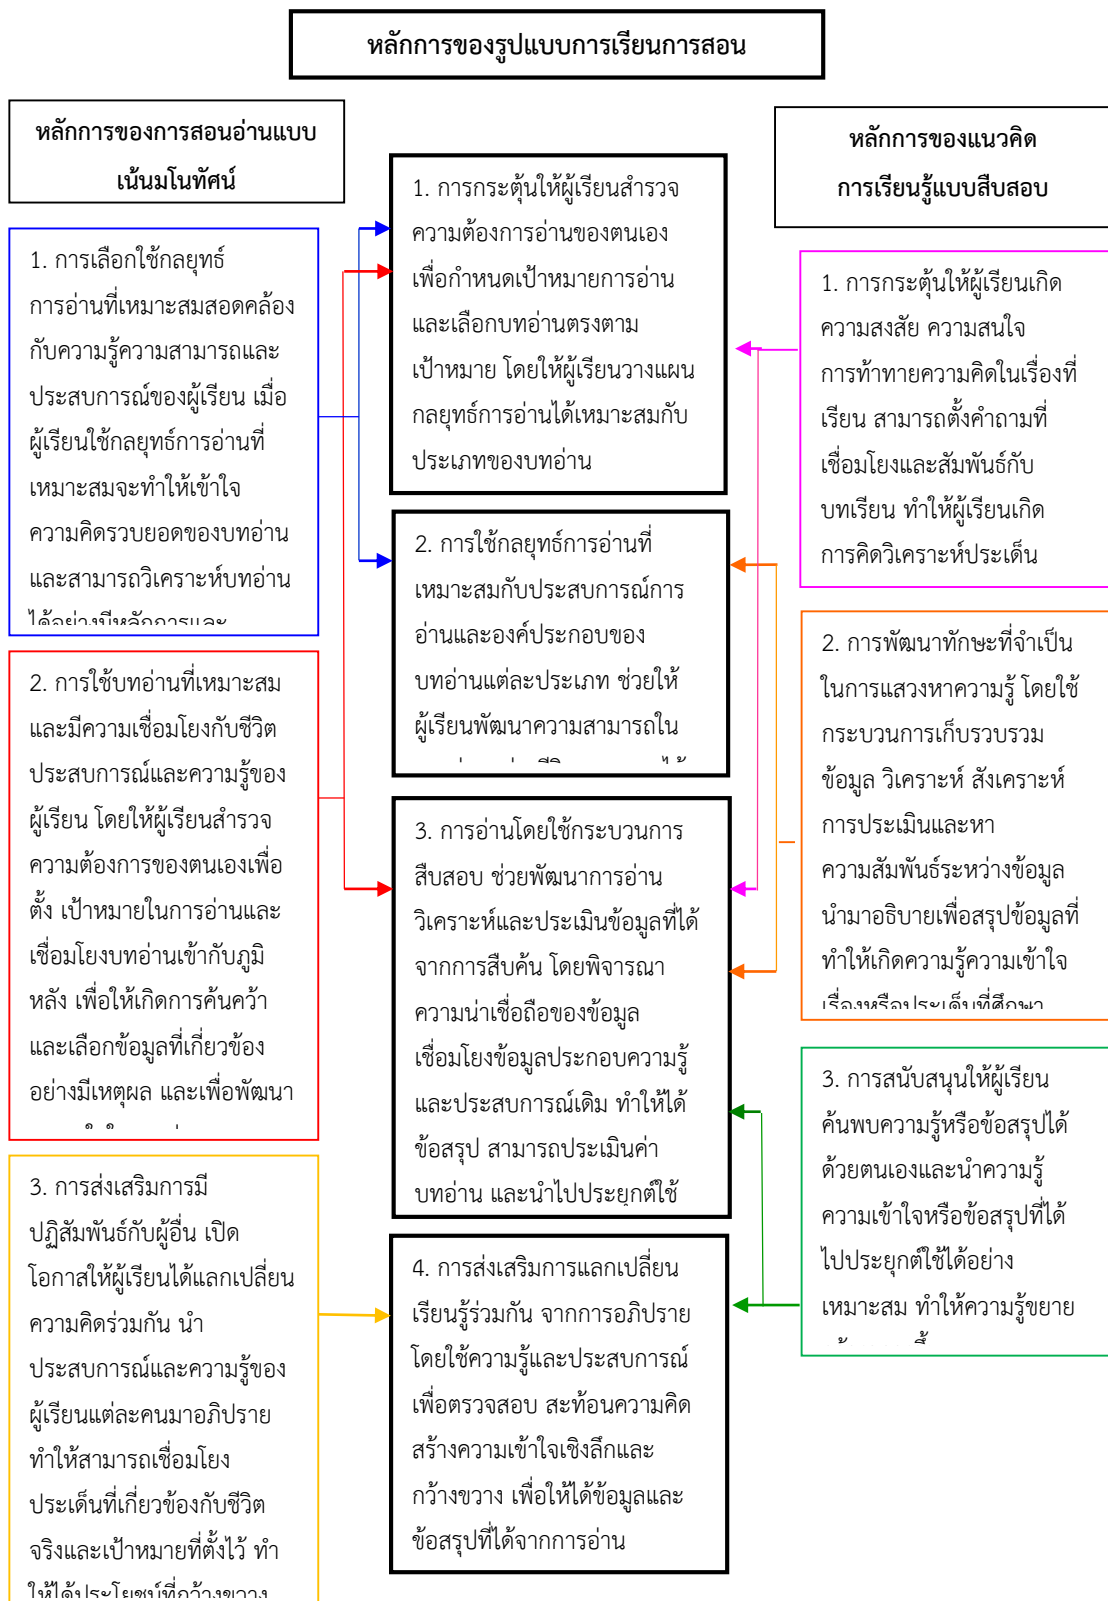 หลักการของรูปแบบการเรียนการสอน
หลักการของการสอนอ่านแบบ
เน้นมโนทัศน์
1. การเลือกใช้กลยุทธ์
การอ่านที่เหมาะสมสอดคล้อง
กับความรู้ความสามารถและ
ประสบการณ์ของผู้เรียน เมื่อ
ผู้เรียนใช้กลยุทธ์การอ่านที่
เหมาะสมจะทำให้เข้าใจ
ความคิดรวบยอดของบทอ่าน
และสามารถวิเคราะห์บทอ่าน
ได้อย่างมีหลักการและ
2. การใช้บทอ่านที่เหมาะสม
และมีความเชื่อมโยงกับชีวิต
ประสบการณ์และความรู้ของ
ผู้เรียน โดยให้ผู้เรียนสำรวจ
ความต้องการของตนเองเพื่อ
ตั้ง เป้าหมายในการอ่านและ
เชื่อมโยงบทอ่านเข้ากับภูมิ
หลัง เพื่อให้เกิดการค้นคว้า
และเลือกข้อมูลที่เกี่ยวข้อง
อย่างมีเหตุผล และเพื่อพัฒนา
3. การส่งเสริมการมี
ปฏิสัมพันธ์กับผู้อื่น เปิด
โอกาสให้ผู้เรียนได้แลกเปลี่ยน
ความคิดร่วมกัน นำ
ประสบการณ์และความรู้ของ
ผู้เรียนแต่ละคนมาอภิปราย
ทำให้สามารถเชื่อมโยง
ประเด็นที่เกี่ยวข้องกับชีวิต
จริงและเป้าหมายที่ตั้งไว้ ทำ
ให้ได้ประโยชน์ที่กว้างขวาง
1. การกระตุ้นให้ผู้เรียนสำรวจ
ความต้องการอ่านของตนเอง
เพื่อกำหนดเป้าหมายการอ่าน
และเลือกบทอ่านตรงตาม
เป้าหมาย โดยให้ผู้เรียนวางแผน
กลยุทธ์การอ่านได้เหมาะสมกับ
ประเภทของบทอ่าน
2. การใช้กลยุทธ์การอ่านที่
เหมาะสมกับประสบการณ์การ
อ่านและองค์ประกอบของ
บทอ่านแต่ละประเภท ช่วยให้
ผู้เรียนพัฒนาความสามารถใน
3. การอ่านโดยใช้กระบวนการ
สืบสอบ ช่วยพัฒนาการอ่าน
วิเคราะห์และประเมินข้อมูลที่ได้
จากการสืบค้น โดยพิจารณา
ความน่าเชื่อถือของข้อมูล
เชื่อมโยงข้อมูลประกอบความรู้
และประสบการณ์เดิม ทำให้ได้
ข้อสรุป สามารถประเมินค่า
บทอ่าน และนำไปประยุกต์ใช้
4. การส่งเสริมการแลกเปลี่ยน
เรียนรู้ร่วมกัน จากการอภิปราย
โดยใช้ความรู้และประสบการณ์
เพื่อตรวจสอบ สะท้อนความคิด
สร้างความเข้าใจเชิงลึกและ
กว้างขวาง เพื่อให้ได้ข้อมูลและ
ข้อสรุปที่ได้จากการอ่าน
หลักการของแนวคิด
การเรียนรู้แบบสืบสอบ
1. การกระตุ้นให้ผู้เรียนเกิด
ความสงสัย ความสนใจ
การท้าทายความคิดในเรื่องที่
เรียน สามารถตั้งคำถามที่
เชื่อมโยงและสัมพันธ์กับ
บทเรียน ทำให้ผู้เรียนเกิด
การคิดวิเคราะห์ประเด็น
2. การพัฒนาทักษะที่จำเป็น
ในการแสวงหาความรู้ โดยใช้
กระบวนการเก็บรวบรวม
ข้อมูล วิเคราะห์ สังเคราะห์
การประเมินและหา
ความสัมพันธ์ระหว่างข้อมูล
นำมาอธิบายเพื่อสรุปข้อมูลที่
ทำให้เกิดความรู้ความเข้าใจ
เรื่องหรือประเด็นที่ศึกษา
3. การสนับสนุนให้ผู้เรียน
ค้นพบความรู้หรือข้อสรุปได้
ด้วยตนเองและนำความรู้
ความเข้าใจหรือข้อสรุปที่ได้
ไปประยุกต์ใช้ได้อย่าง
เหมาะสม ทำให้ความรู้ขยาย